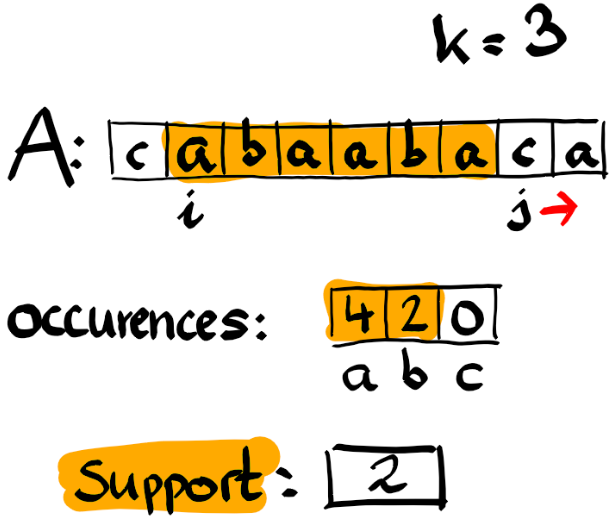 k=3
A: c a b a a b a c a
i j →
occurences: 4 2 0
a b c
Support: 2